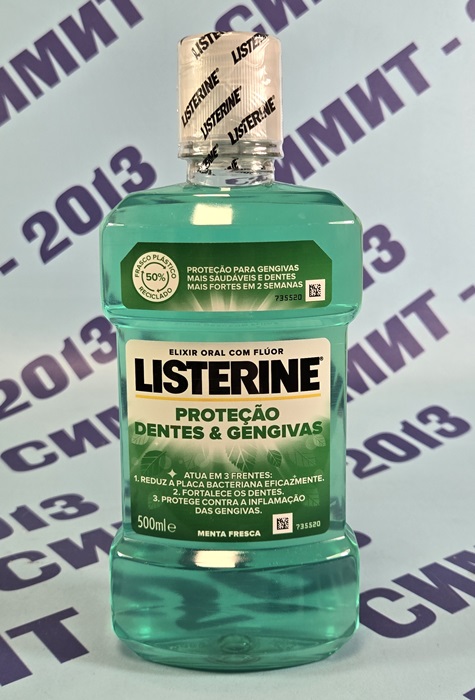 LISTERINE
LISTERINE
LISTERINE
LISTERINE
FRASCO PLÁSTICO
50%
RECICLADO
PROTEÇÃO PARA GENGIVAS
MAIS SAUDÁVEIS E DENTES
MAIS FORTES EM 2 SEMANAS
735520
ELIXIR ORAL COM FLÚOR
LISTERINE®
PROTEÇÃO
DENTES & GENGIVAS
ATUA EM 3 FRENTES:
1. REDUZ A PLACA BACTERIANA EFICAZMENTE.
2. FORTALECE OS DENTES.
3. PROTEGE CONTRA A INFLAMAÇÃO
DAS GENGIVAS.
500ml e
MENTA FRESCA
735520
СИМИТ - 2013